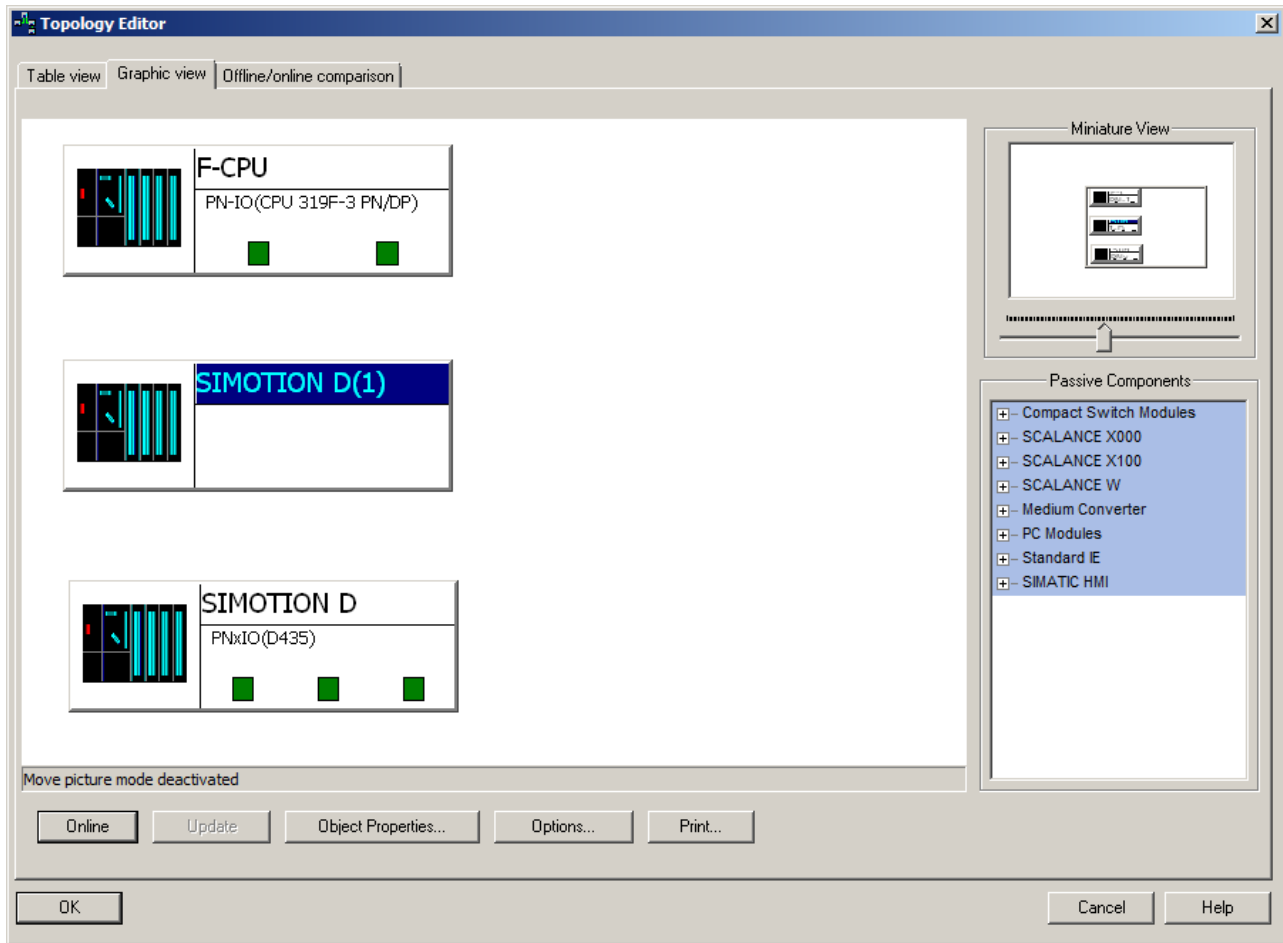 Topology Editor
Table view
Graphic view
Offline/online comparison
F-CPU
PN-IO(CPU 319F-3 PN/DP)
SIMOTION D(1)
SIMOTION D
PNxIO(D435)
Move picture mode deactivated
Miniature View
Passive Components
Compact Switch Modules
SCALANCE X000
SCALANCE X100
SCALANCE W
Medium Converter
PC Modules
Standard IE
SIMATIC HMI
Online
Update
Object Properties...
Options...
Print...
OK
Cancel
Help